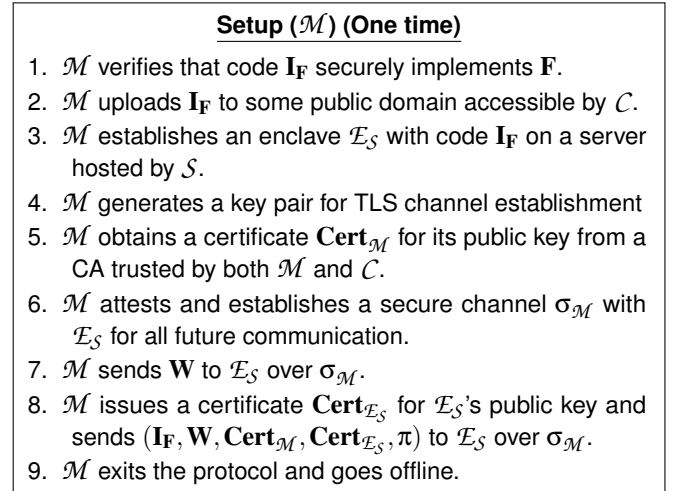 Setup (ℳ) (One time)
1. ℳ verifies that code I_F securely implements F.
2. ℳ uploads I_F to some public domain accessible by 𝒞.
3. ℳ establishes an enclave ℰ_𝒮 with code I_F on a server
hosted by 𝒮.
4. ℳ generates a key pair for TLS channel establishment
5. ℳ obtains a certificate Cert_ℳ for its public key from a
CA trusted by both ℳ and 𝒞.
6. ℳ attests and establishes a secure channel σ_ℳ with
ℰ_𝒮 for all future communication.
7. ℳ sends W to ℰ_𝒮 over σ_ℳ.
8. ℳ issues a certificate Cert_ℰ_𝒮 for ℰ_𝒮's public key and
sends (I_F, W, Cert_ℳ, Cert_ℰ_𝒮, π) to ℰ_𝒮 over σ_ℳ.
9. ℳ exits the protocol and goes offline.